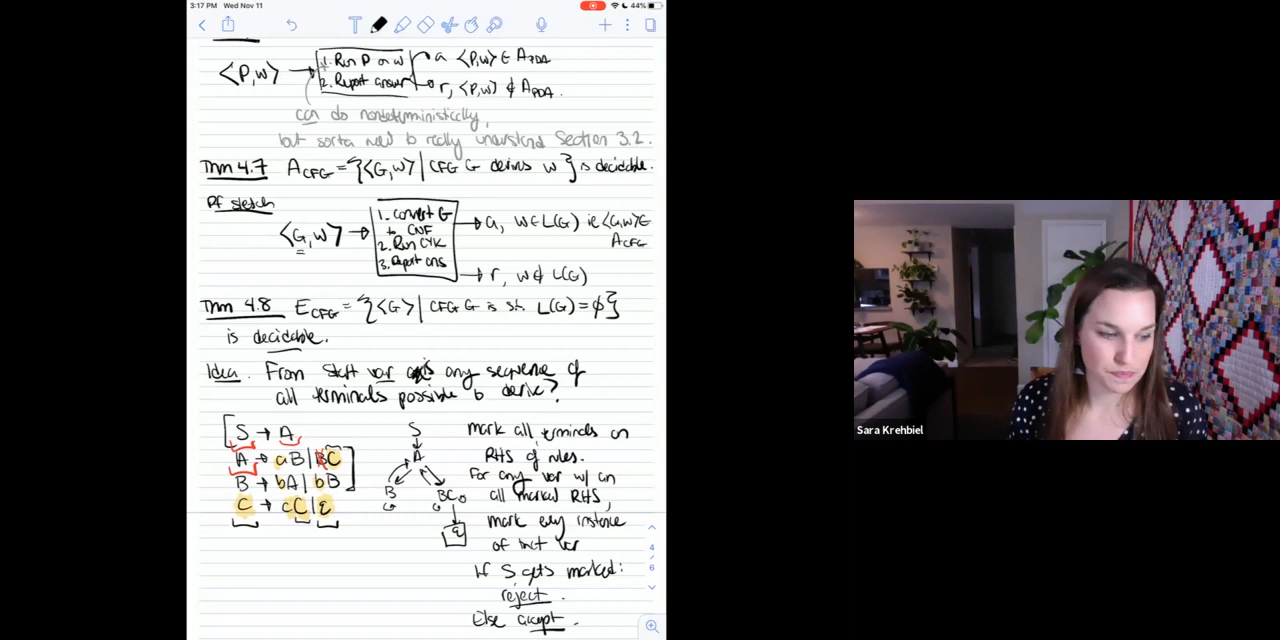 3:17 PM Wed Nov 11
44%
<P,w> → 1. Run P on w a <P,w> ∈ A_PDA
2. Report answer r, <P,w> ∉ A_PDA.
can do nondeterministically,
but sorta need to really understand Section 3.2.
Thm 4.7 A_CFG = {<G,w> | CFG G derives w} is decidable.
Pf sketch
<G,w> → 1. convert G to CNF
2. Run CYK
3. Report ans
→ a, w ∈ L(G) ie <G,w> ∈ A_CFG
→ r, w ∉ L(G)
Thm 4.8 E_CFG = {<G> | CFG G is s.t. L(G) = ∅}
is decidable.
Idea. From start var is any sequence of
all terminals possible to derive?
S → A
A → aB | BC
B → bA | bB
C → cC | ε
S
A
B BC
ε
mark all terminals on
RHS of rules.
For any var w/ an
all marked RHS,
mark every instance
of that var
If S gets marked:
reject.
Else accept.
4
6
Sara Krehbiel